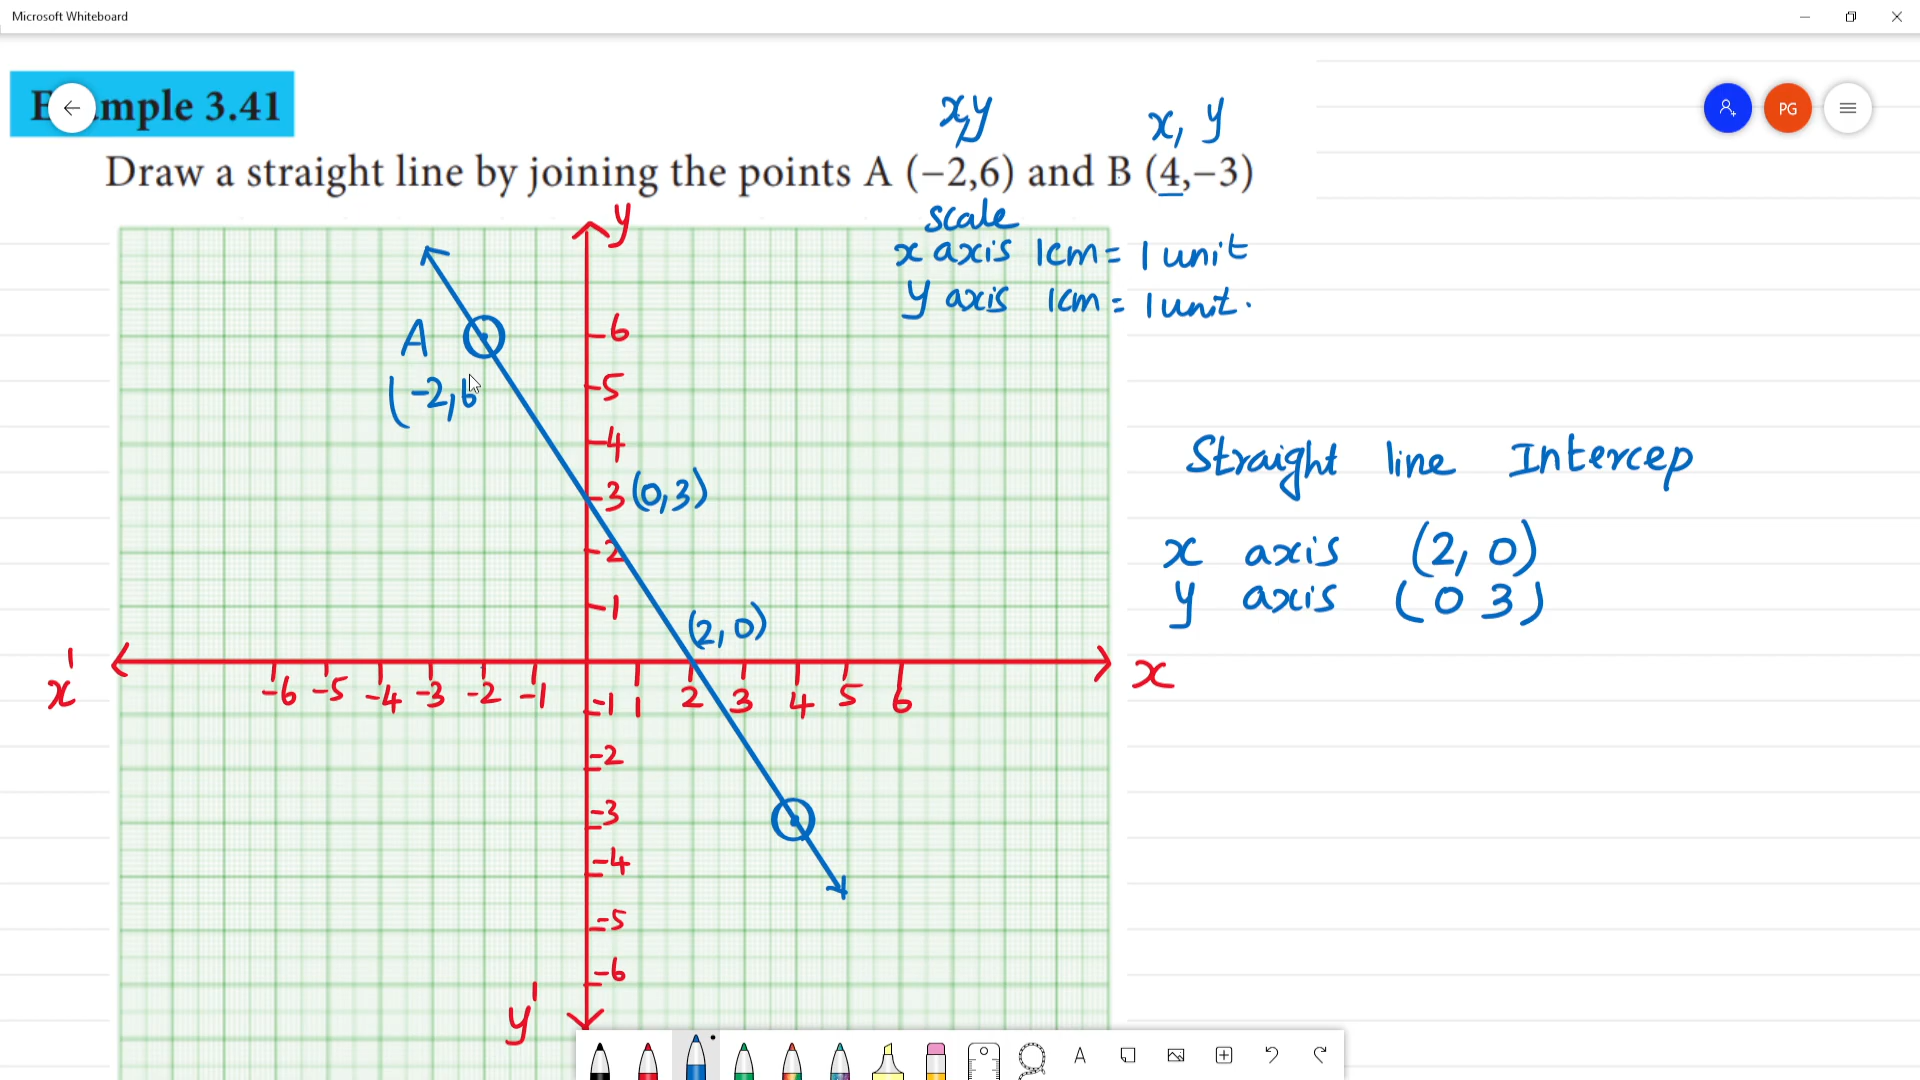 Microsoft Whiteboard
mple 3.41
x,y
x, y
Draw a straight line by joining the points A (−2,6) and B (4,−3)
PG
scale
x axis 1cm = 1 unit
y axis 1cm = 1 unit.
y
A
(-2,6
6
5
4
3 (0,3)
2
1
(2,0)
Straight line Intercep
x axis (2, 0)
y axis (0 3)
x'
x
-6 -5 -4 -3 -2 -1 1 2 3 4 5 6
-1
-2
-3
-4
-5
-6
y'
A